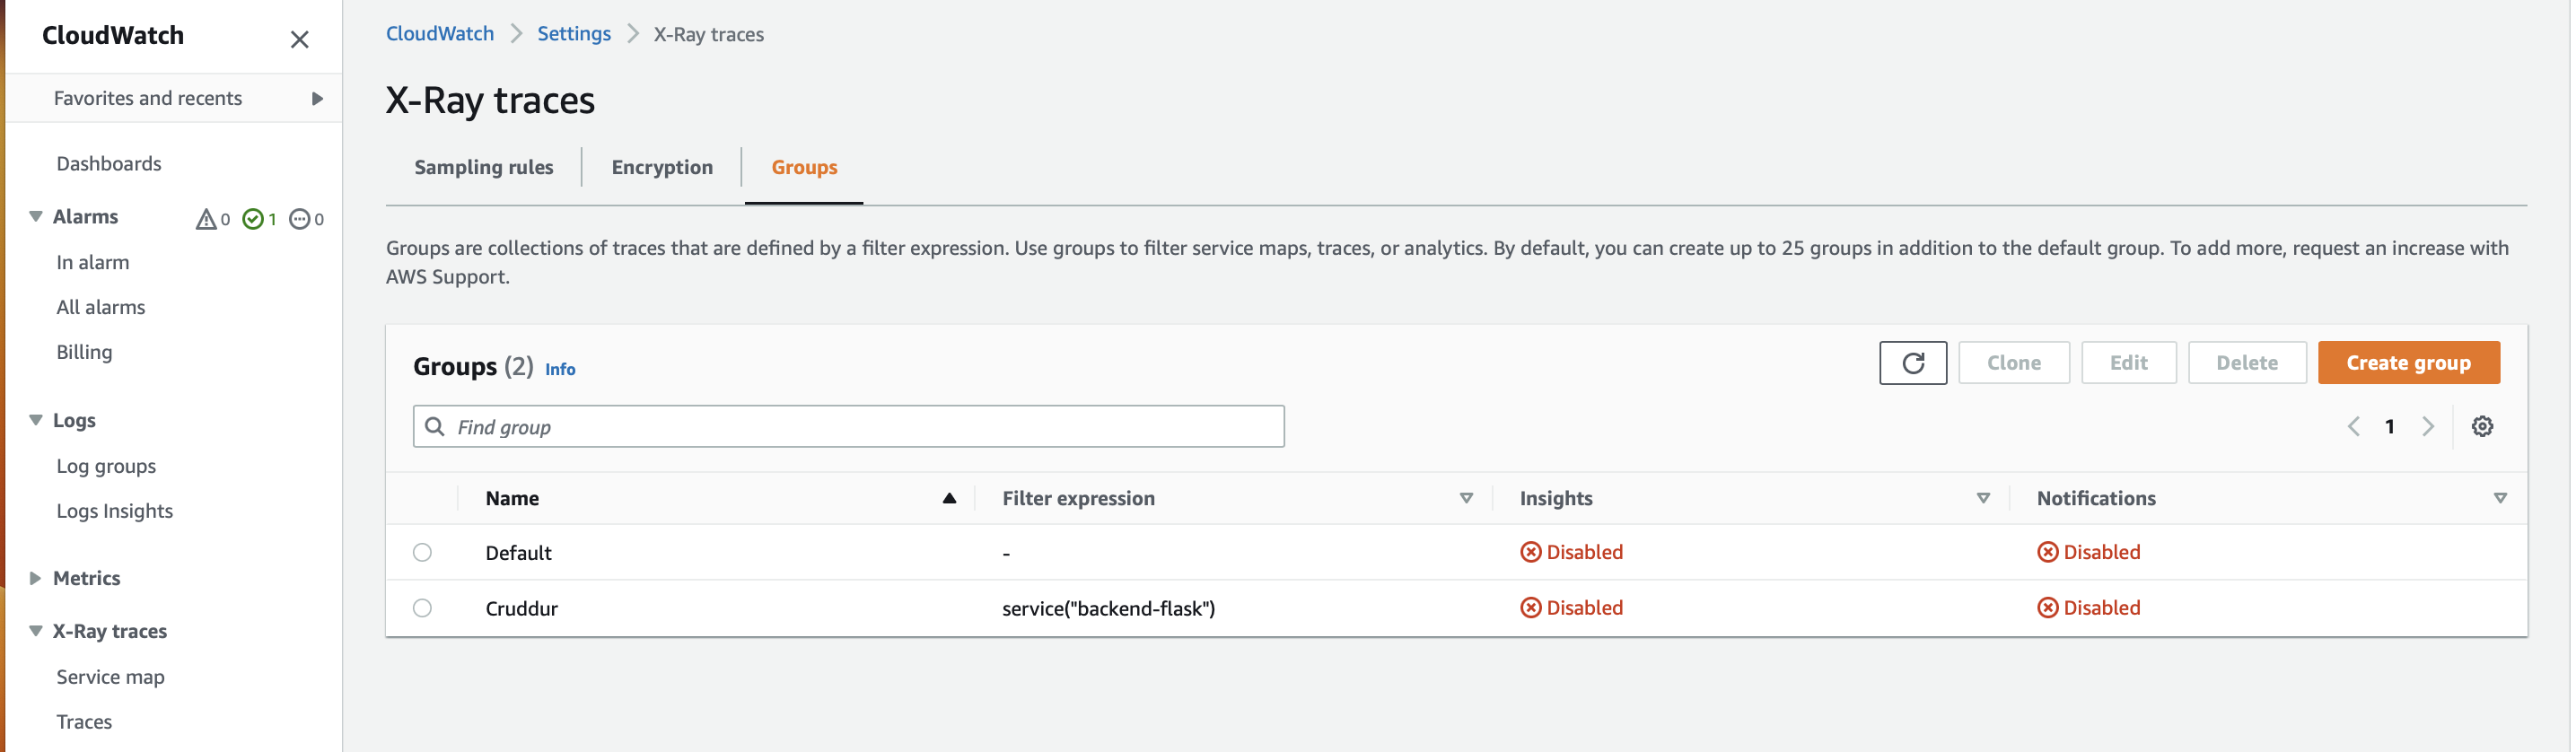 CloudWatch
Favorites and recents
Dashboards
Alarms 0 1 0
In alarm
All alarms
Billing
Logs
Log groups
Logs Insights
Metrics
X-Ray traces
Service map
Traces
CloudWatch Settings X-Ray traces
X-Ray traces
Sampling rules Encryption Groups
Groups are collections of traces that are defined by a filter expression. Use groups to filter service maps, traces, or analytics. By default, you can create up to 25 groups in addition to the default group. To add more, request an increase with
AWS Support.
Groups (2) Info
Clone Edit Delete Create group
Find group
1
Name Filter expression Insights Notifications
Default - Disabled Disabled
Cruddur service("backend-flask") Disabled Disabled